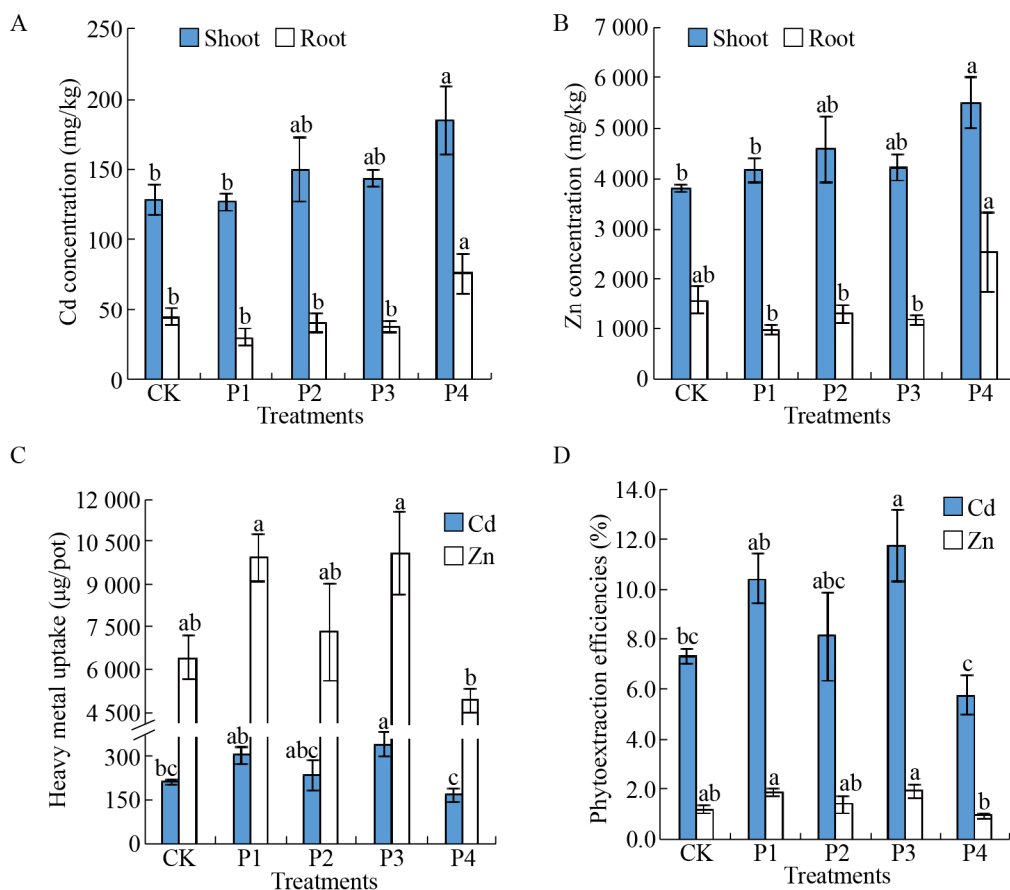 A
Shoot Root
Cd concentration (mg/kg)
250
200
150
100
50
0
b b ab ab a
b b b b a
CK P1 P2 P3 P4
Treatments
B
Shoot Root
Zn concentration (mg/kg)
7 000
6 000
5 000
4 000
3 000
2 000
1 000
0
b b ab ab a
ab b b b a
CK P1 P2 P3 P4
Treatments
C
Cd
Zn
Heavy metal uptake (μg/pot)
12 000
10 500
9 000
7 500
6 000
4 500
300
150
0
ab a ab a b
bc ab abc a c
CK P1 P2 P3 P4
Treatments
D
Cd
Zn
Phytoextraction efficiencies (%)
14.0
12.0
10.0
8.0
6.0
4.0
2.0
0.0
bc ab abc a c
ab a ab a b
CK P1 P2 P3 P4
Treatments